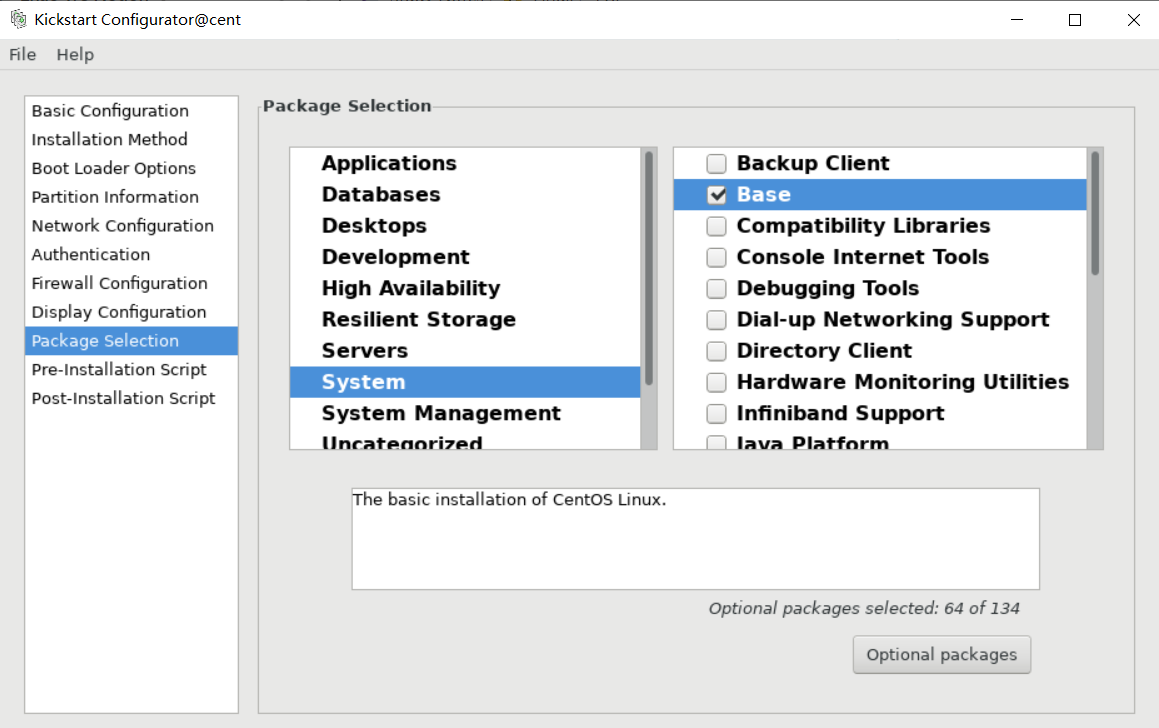 Kickstart Configurator@cent
File Help
Basic Configuration
Installation Method
Boot Loader Options
Partition Information
Network Configuration
Authentication
Firewall Configuration
Display Configuration
Package Selection
Pre-Installation Script
Post-Installation Script
Package Selection
Applications
Databases
Desktops
Development
High Availability
Resilient Storage
Servers
System
System Management
Uncategorized
Backup Client
Base
Compatibility Libraries
Console Internet Tools
Debugging Tools
Dial-up Networking Support
Directory Client
Hardware Monitoring Utilities
Infiniband Support
Java Platform
The basic installation of CentOS Linux.
Optional packages selected: 64 of 134
Optional packages